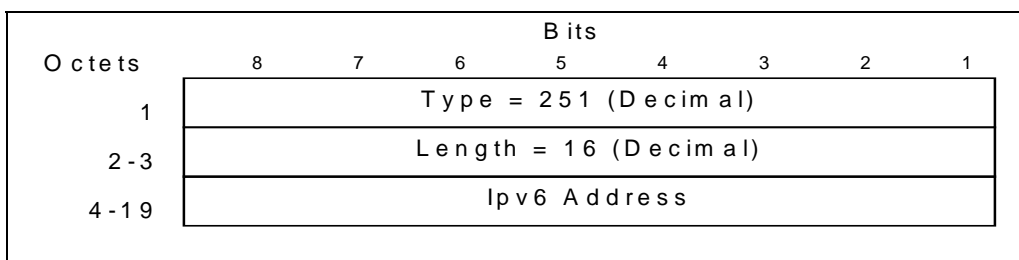 Bits
Octets 8 7 6 5 4 3 2 1
1 Type = 251 (Decimal)
2-3 Length = 16 (Decimal)
4-19 Ipv6 Address